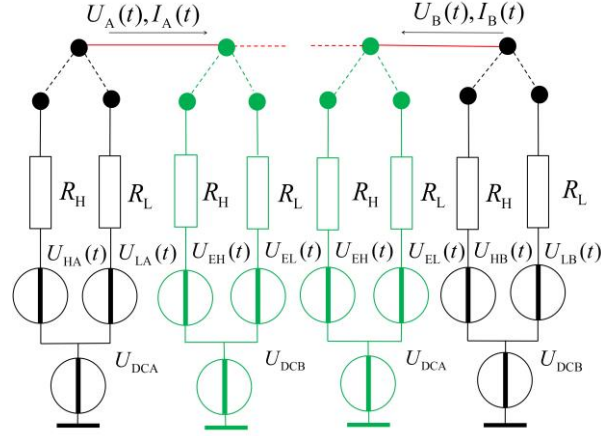 U_A(t), I_A(t) U_B(t), I_B(t)
R_H R_L R_H R_L R_H R_L R_H R_L
U_HA(t) U_LA(t) U_EH(t) U_EL(t) U_EH(t) U_EL(t) U_HB(t) U_LB(t)
U_DCA U_DCB U_DCA U_DCB